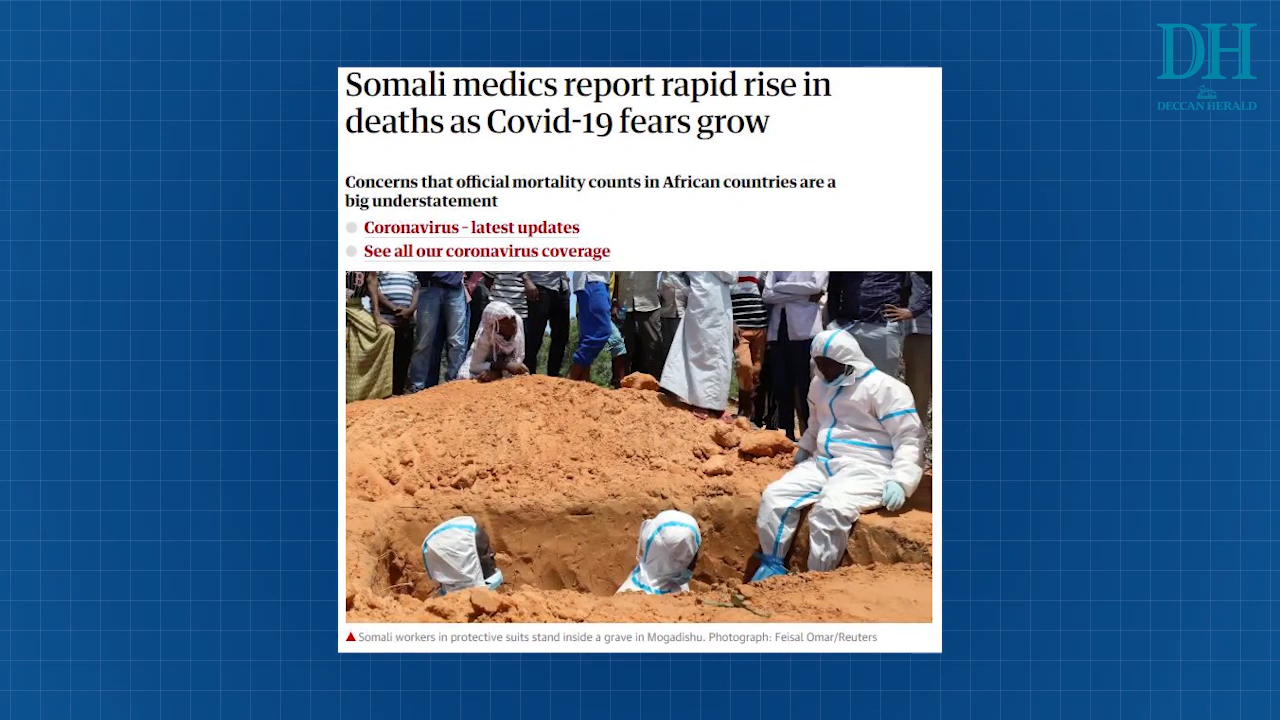 DH
DECCAN HERALD
Somali medics report rapid rise in
deaths as Covid-19 fears grow
Concerns that official mortality counts in African countries are a
big understatement
Coronavirus – latest updates
See all our coronavirus coverage
Somali workers in protective suits stand inside a grave in Mogadishu. Photograph: Feisal Omar/Reuters